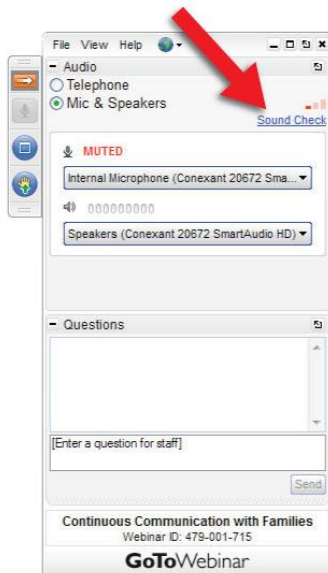 File View Help
Audio
Telephone
Mic & Speakers
Sound Check
MUTED
Internal Microphone (Conexant 20672 Sma...
Speakers (Conexant 20672 SmartAudio HD)
Questions
[Enter a question for staff]
Send
Continuous Communication with Families
Webinar ID: 479-001-715
GoToWebinar